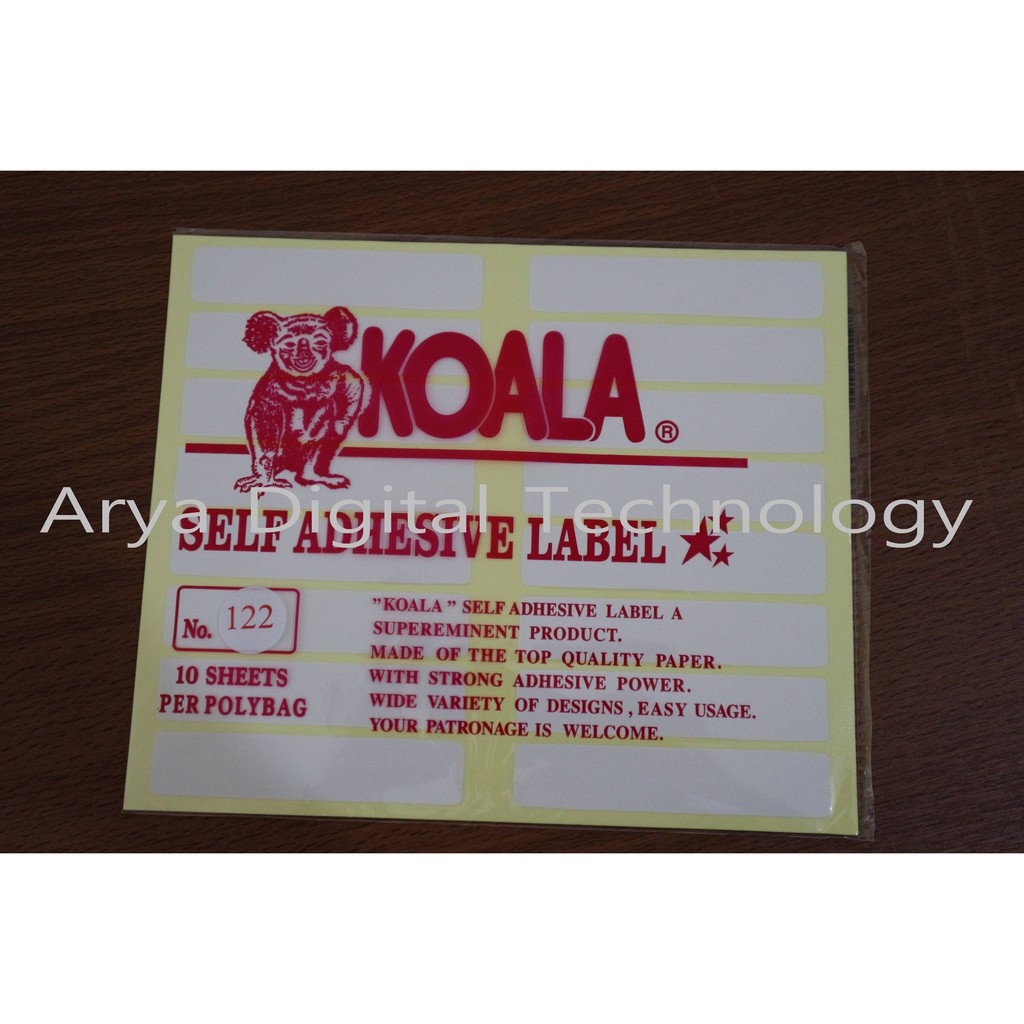 KOALA ®
Arya Digital Technology
SELF ADHESIVE LABEL
No. 122
10 SHEETS
PER POLYBAG
"KOALA" SELF ADHESIVE LABEL A
SUPEREMINENT PRODUCT.
MADE OF THE TOP QUALITY PAPER.
WITH STRONG ADHESIVE POWER.
WIDE VARIETY OF DESIGNS, EASY USAGE.
YOUR PATRONAGE IS WELCOME.